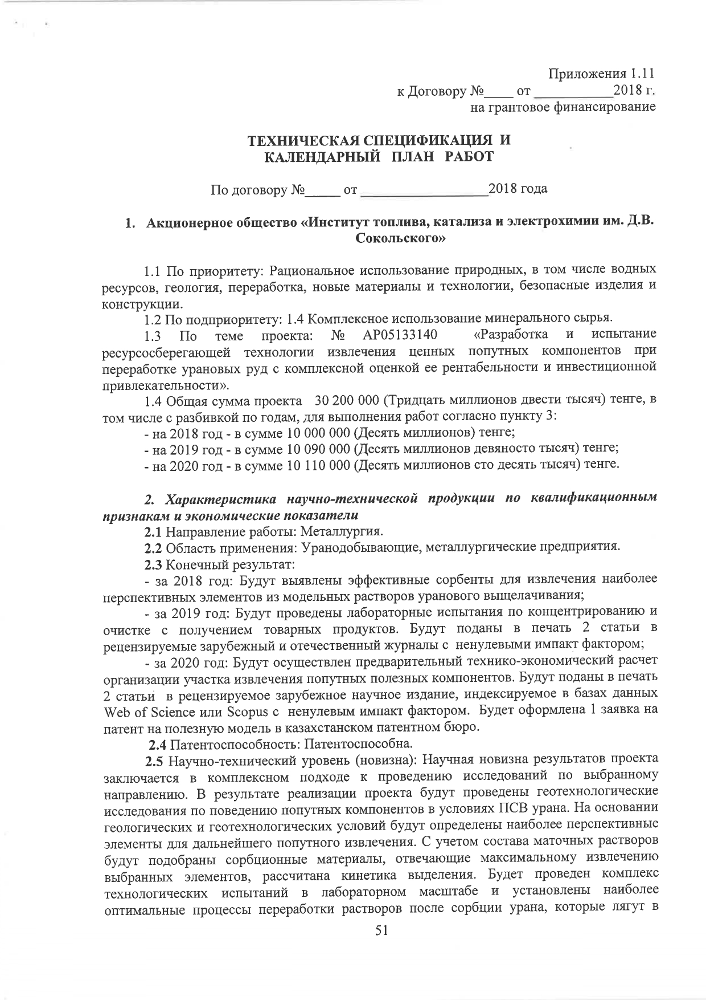 Приложения 1.11
к Договору №____ от ___________2018 г.
на грантовое финансирование
ТЕХНИЧЕСКАЯ СПЕЦИФИКАЦИЯ И
КАЛЕНДАРНЫЙ ПЛАН РАБОТ
По договору №_____ от __________________2018 года
1. Акционерное общество «Институт топлива, катализа и электрохимии им. Д.В.
Сокольского»
1.1 По приоритету: Рациональное использование природных, в том числе водных
ресурсов, геология, переработка, новые материалы и технологии, безопасные изделия и
конструкции.
1.2 По подприоритету: 1.4 Комплексное использование минерального сырья.
1.3 По теме проекта: № АР05133140 «Разработка и испытание
ресурсосберегающей технологии извлечения ценных попутных компонентов при
переработке урановых руд с комплексной оценкой ее рентабельности и инвестиционной
привлекательности».
1.4 Общая сумма проекта 30 200 000 (Тридцать миллионов двести тысяч) тенге, в
том числе с разбивкой по годам, для выполнения работ согласно пункту 3:
- на 2018 год - в сумме 10 000 000 (Десять миллионов) тенге;
- на 2019 год - в сумме 10 090 000 (Десять миллионов девяносто тысяч) тенге;
- на 2020 год - в сумме 10 110 000 (Десять миллионов сто десять тысяч) тенге.
2. Характеристика научно-технической продукции по квалификационным
признакам и экономические показатели
2.1 Направление работы: Металлургия.
2.2 Область применения: Уранодобывающие, металлургические предприятия.
2.3 Конечный результат:
- за 2018 год: Будут выявлены эффективные сорбенты для извлечения наиболее
перспективных элементов из модельных растворов уранового выщелачивания;
- за 2019 год: Будут проведены лабораторные испытания по концентрированию и
очистке с получением товарных продуктов. Будут поданы в печать 2 статьи в
рецензируемые зарубежный и отечественный журналы с ненулевыми импакт фактором;
- за 2020 год: Будут осуществлен предварительный технико-экономический расчет
организации участка извлечения попутных полезных компонентов. Будут поданы в печать
2 статьи в рецензируемое зарубежное научное издание, индексируемое в базах данных
Web of Science или Scopus с ненулевым импакт фактором. Будет оформлена 1 заявка на
патент на полезную модель в казахстанском патентном бюро.
2.4 Патентоспособность: Патентоспособна.
2.5 Научно-технический уровень (новизна): Научная новизна результатов проекта
заключается в комплексном подходе к проведению исследований по выбранному
направлению. В результате реализации проекта будут проведены геотехнологические
исследования по поведению попутных компонентов в условиях ПСВ урана. На основании
геологических и геотехнологических условий будут определены наиболее перспективные
элементы для дальнейшего попутного извлечения. С учетом состава маточных растворов
будут подобраны сорбционные материалы, отвечающие максимальному извлечению
выбранных элементов, рассчитана кинетика выделения. Будет проведен комплекс
технологических испытаний в лабораторном масштабе и установлены наиболее
оптимальные процессы переработки растворов после сорбции урана, которые лягут в
51